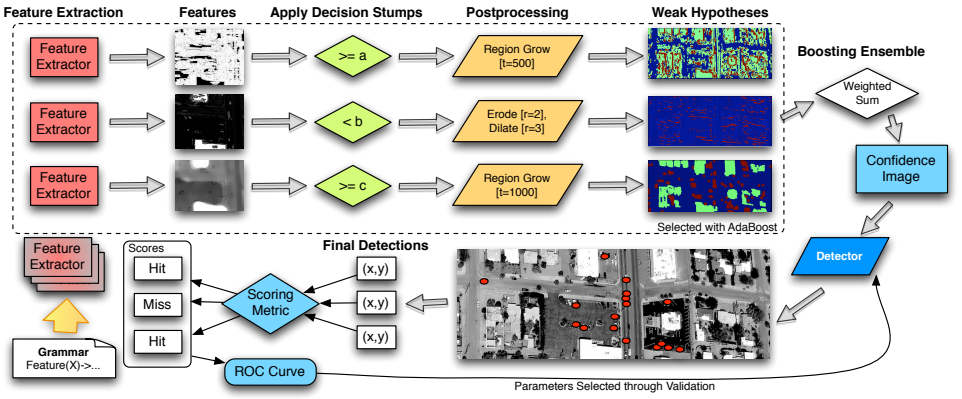 Feature Extraction
Features
Apply Decision Stumps
Postprocessing
Weak Hypotheses
Feature
Extractor
>= a
Region Grow
[t=500]
Boosting Ensemble
Weighted
Sum
Feature
Extractor
< b
Erode [r=2],
Dilate [r=3]
Confidence
Image
Feature
Extractor
>= c
Region Grow
[t=1000]
Selected with AdaBoost
Feature
Extractor
Scores
Hit
Miss
Hit
Final Detections
Scoring
Metric
(x,y)
(x,y)
(x,y)
Detector
Grammar
Feature(X)->...
ROC Curve
Parameters Selected through Validation